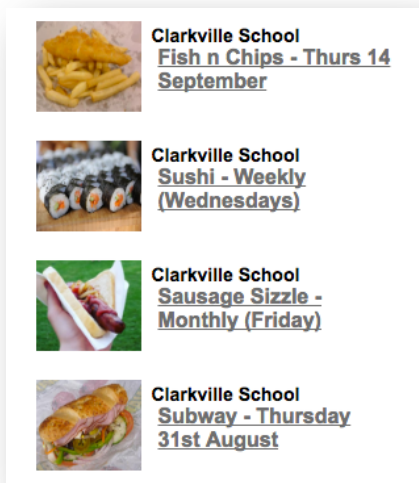 Clarkville School
Fish n Chips - Thurs 14
September
Clarkville School
Sushi - Weekly
(Wednesdays)
Clarkville School
Sausage Sizzle -
Monthly (Friday)
Clarkville School
Subway - Thursday
31st August